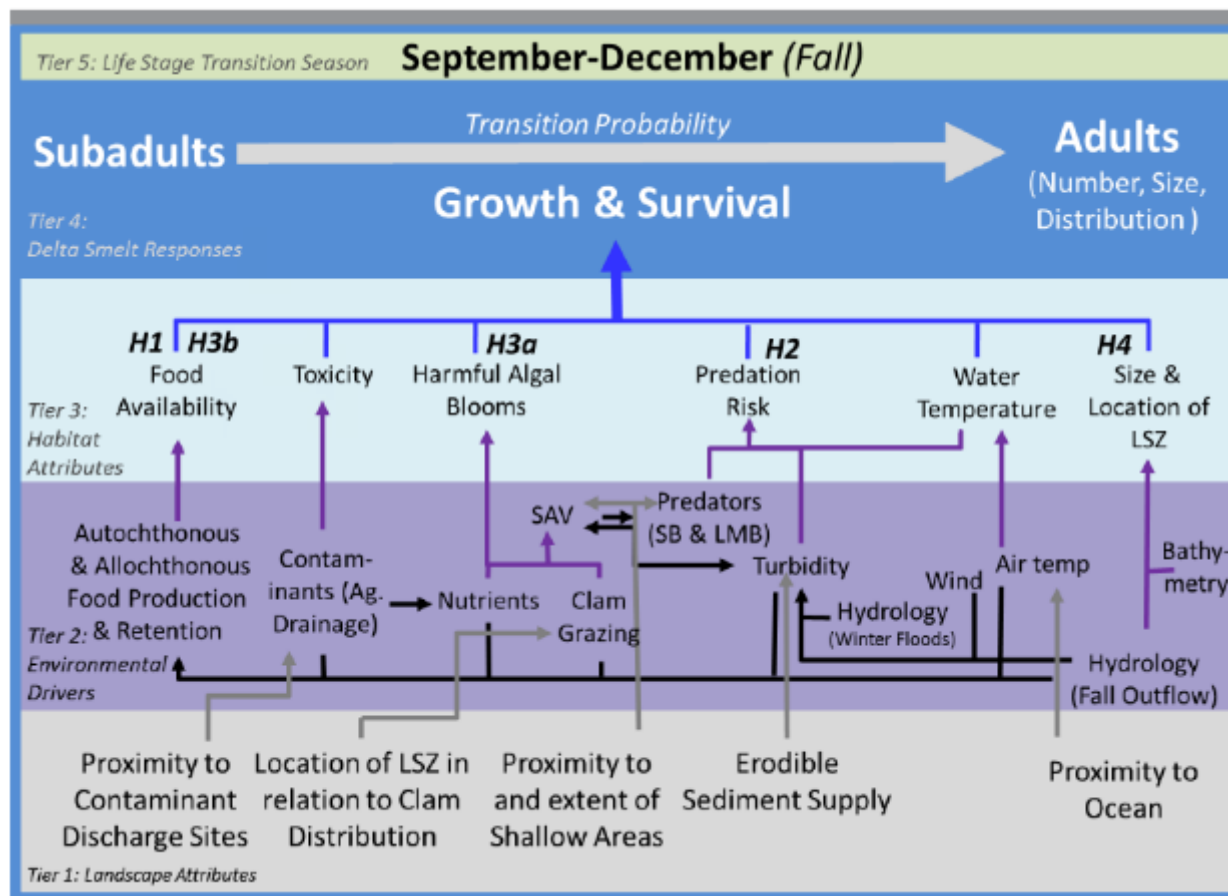 Tier 5: Life Stage Transition Season September-December (Fall)
Transition Probability
Subadults
Adults
(Number, Size,
Distribution )
Growth & Survival
Tier 4:
Delta Smelt Responses
H1 H3b
H3a
H2
H4
Food
Availability
Toxicity
Harmful Algal
Blooms
Predation
Risk
Water
Temperature
Size &
Location of
LSZ
Tier 3:
Habitat
Attributes
Autochthonous
& Allochthonous
Food Production
& Retention
Contam-
inants (Ag.
Drainage)
Nutrients
SAV
Clam
Grazing
Predators
(SB & LMB)
Turbidity
Hydrology
(Winter Floods)
Wind
Air temp
Bathy-
metry
Hydrology
(Fall Outflow)
Tier 2:
Environmental
Drivers
Proximity to
Contaminant
Discharge Sites
Location of LSZ in
relation to Clam
Distribution
Proximity to
and extent of
Shallow Areas
Erodible
Sediment Supply
Proximity to
Ocean
Tier 1: Landscape Attributes